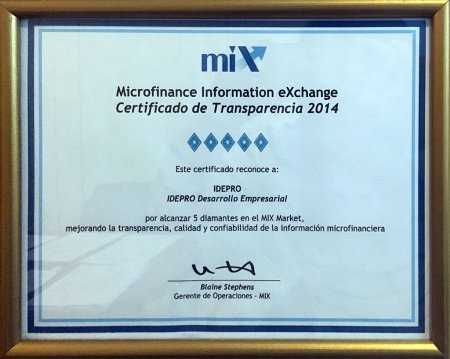 mix
Microfinance Information eXchange
Certificado de Transparencia 2014
Este certificado reconoce a:
IDEPRO
IDEPRO Desarrollo Empresarial
por alcanzar 5 diamantes en el MIX Market,
mejorando la transparencia, calidad y confiabilidad de la información microfinanciera
Blaine Stephens
Gerente de Operaciones - MIX